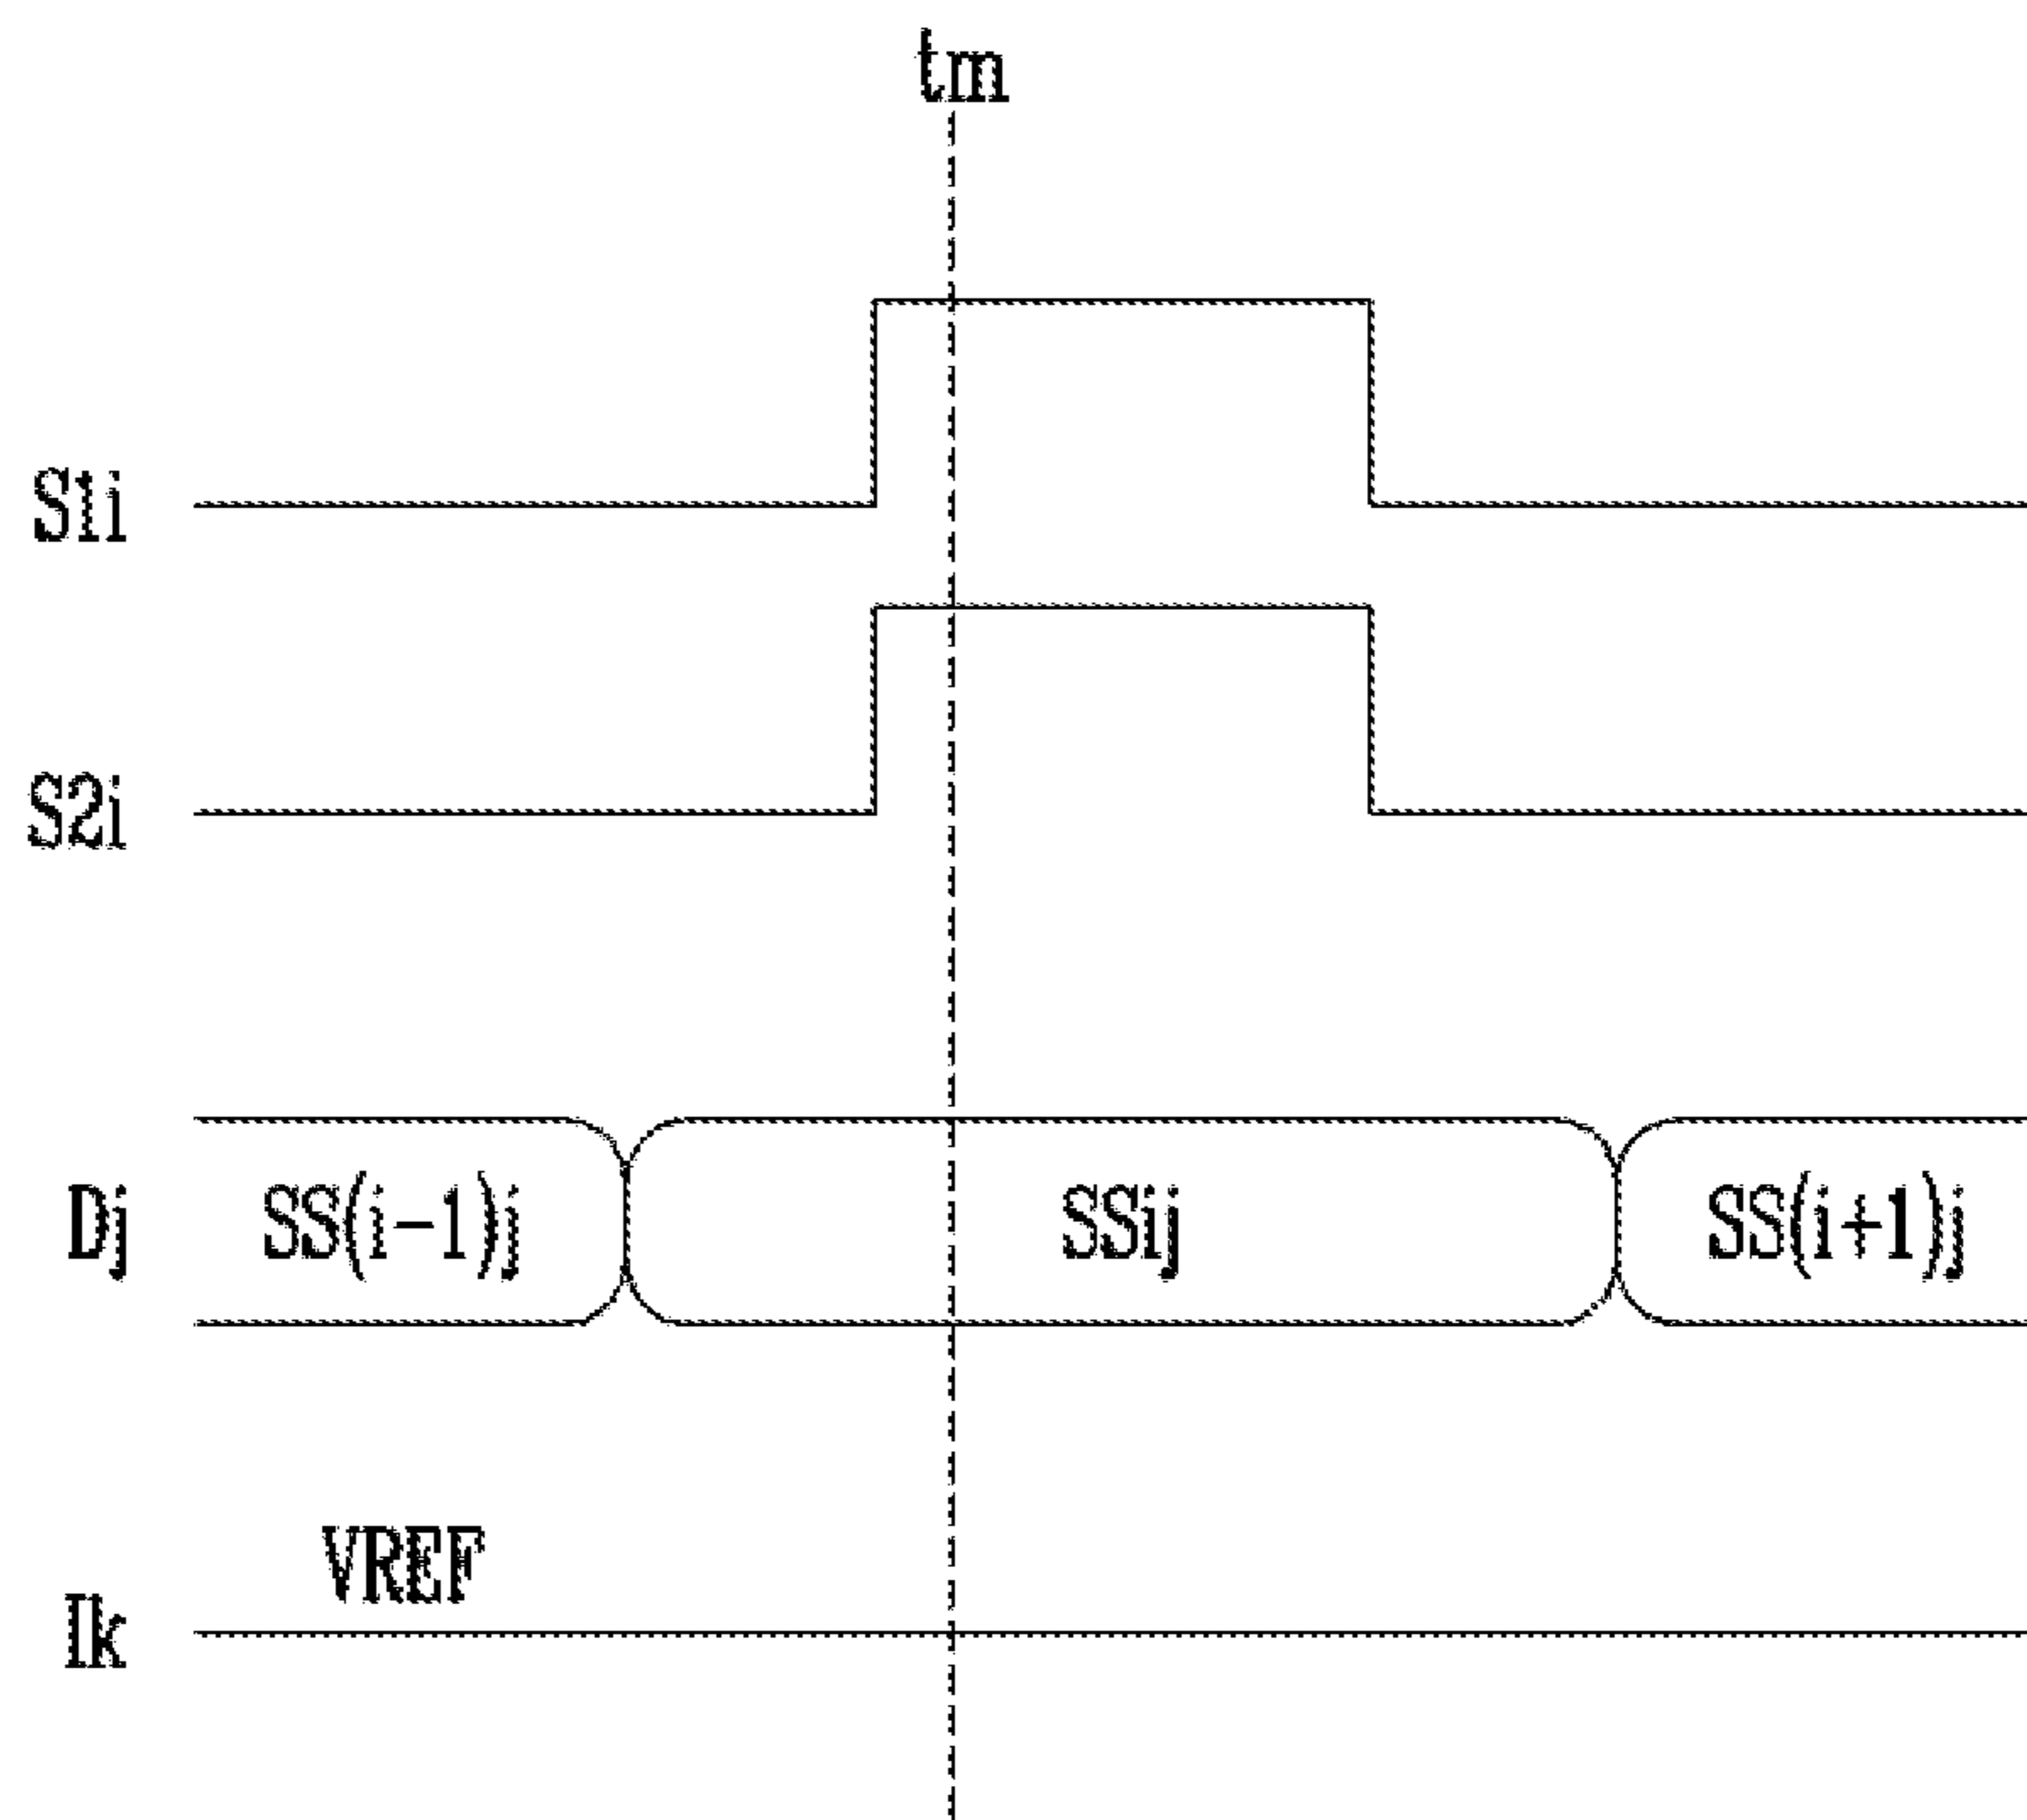 tm
S1i
S2i
Dj SS(i-1)j SSij SS(i+1)j
VREF
Ik